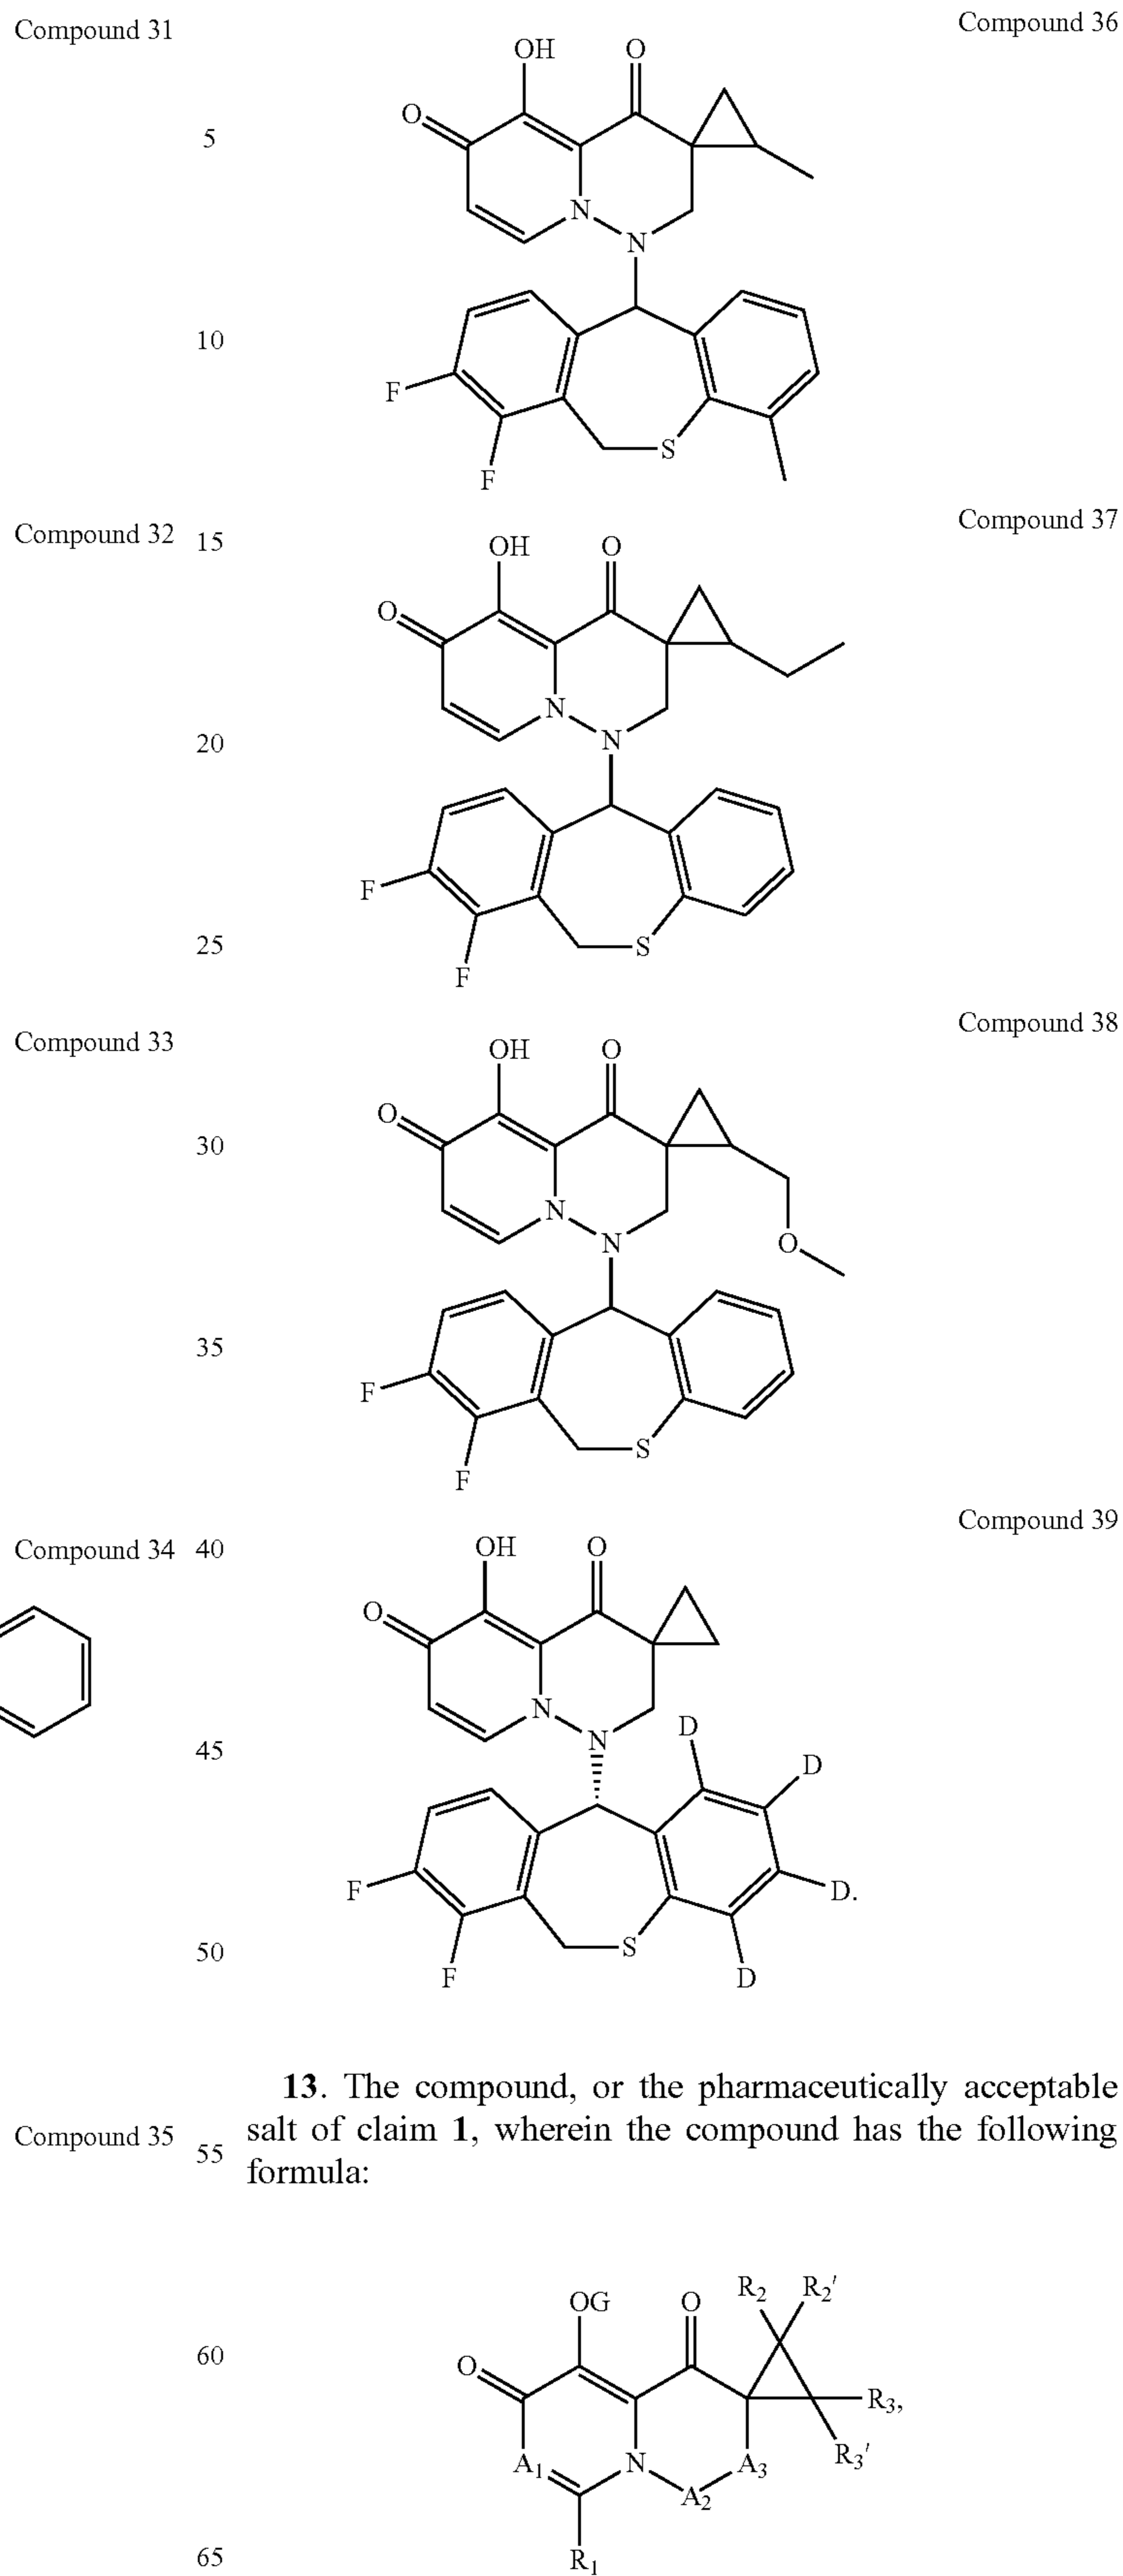 Compound 31
Compound 36
OH O
O
5
N
N
10
F
F
S
Compound 32
15
Compound 37
OH O
O
N
20
N
F
25
S
F
Compound 33
Compound 38
OH O
O
30
N
N
O
35
F
S
F
Compound 34
40
Compound 39
OH O
O
N
D
45
N
D
F
D.
50
S
F
D
13. The compound, or the pharmaceutically acceptable
Compound 35
55
salt of claim 1, wherein the compound has the following
formula:
R2 R2′
OG O
60
O
R3,
R3′
A1 N A3
A2
65
R1